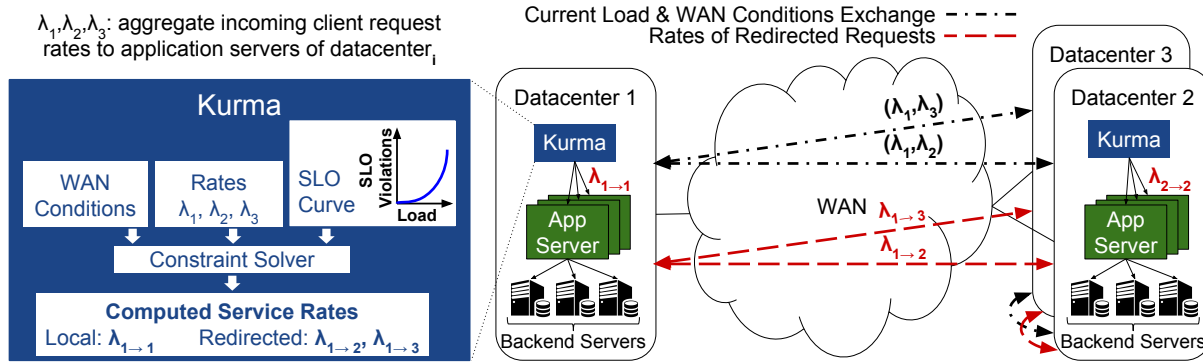 λ₁,λ₂,λ₃: aggregate incoming client request
rates to application servers of datacenterᵢ
Current Load & WAN Conditions Exchange
Rates of Redirected Requests
Kurma
WAN
Conditions
Rates
λ₁, λ₂, λ₃
SLO
Curve
SLO
Violations
Load
Constraint Solver
Computed Service Rates
Local: λ₁→₁ Redirected: λ₁→₂, λ₁→₃
Datacenter 1
Kurma
λ₁→₁
App
Server
Backend Servers
(λ₁,λ₃)
(λ₁,λ₂)
WAN
λ₁→₃
λ₁→₂
Datacenter 3
Datacenter 2
Kurma
λ₂→₂
App
Server
Backend Servers